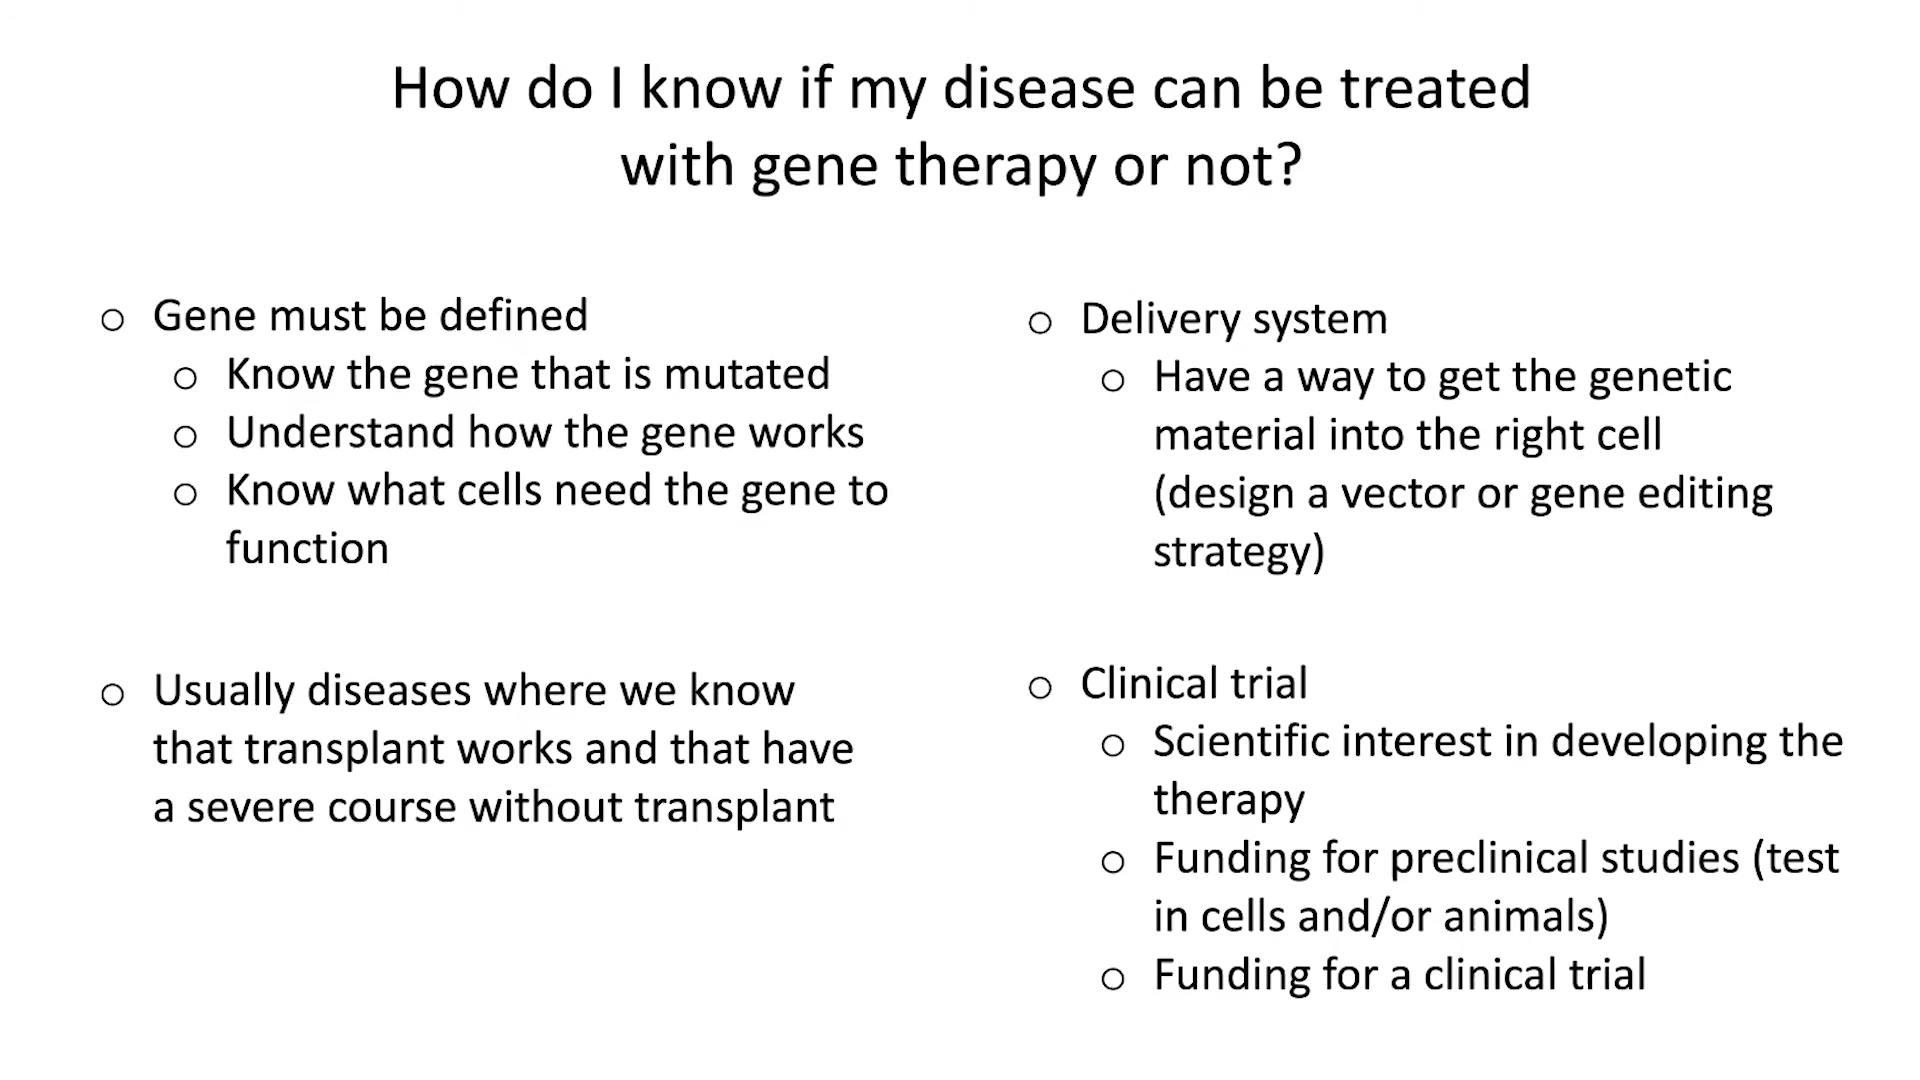 How do I know if my disease can be treated
with gene therapy or not?
o Gene must be defined
o Know the gene that is mutated
o Understand how the gene works
o Know what cells need the gene to
function
o Usually diseases where we know
that transplant works and that have
a severe course without transplant
o Delivery system
o Have a way to get the genetic
material into the right cell
(design a vector or gene editing
strategy)
o Clinical trial
o Scientific interest in developing the
therapy
o Funding for preclinical studies (test
in cells and/or animals)
o Funding for a clinical trial